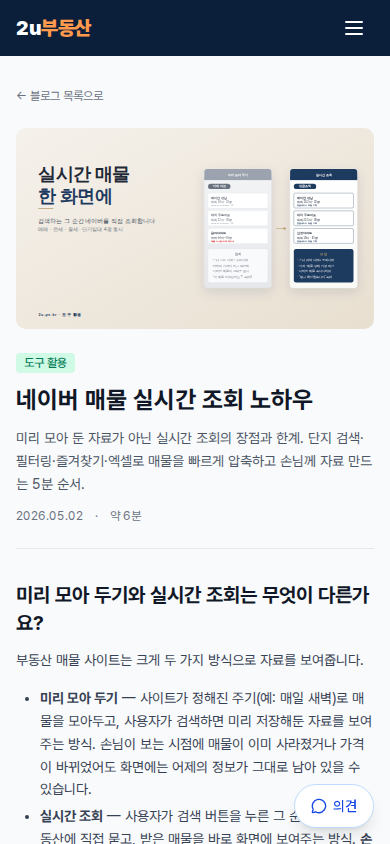 2u부동산
← 블로그 목록으로
실시간 매물
한 화면에
검색하는 그 순간 네이버를 직접 조회합니다
매매 · 전세 · 월세 · 단기임대 4종 동시
도구 활용
네이버 매물 실시간 조회 노하우
미리 모아 둔 자료가 아닌 실시간 조회의 장점과 한계. 단지 검색·
필터링·즐겨찾기·엑셀로 매물을 빠르게 압축하고 손님께 자료 만드
는 5분 순서.
2026.05.02 · 약 6분
미리 모아 두기와 실시간 조회는 무엇이 다른가
요?
부동산 매물 사이트는 크게 두 가지 방식으로 자료를 보여줍니다.
• 미리 모아 두기 — 사이트가 정해진 주기(예: 매일 새벽)로 매
물을 모아두고, 사용자가 검색하면 미리 저장해둔 자료를 보여
주는 방식. 손님이 보는 시점에 매물이 이미 사라졌거나 가격
이 바뀌었어도 화면에는 어제의 정보가 그대로 남아 있을 수
있습니다.
• 실시간 조회 — 사용자가 검색 버튼을 누른 그 순
동산에 직접 묻고, 받은 매물을 바로 화면에 보여주는 방식. 손
의견